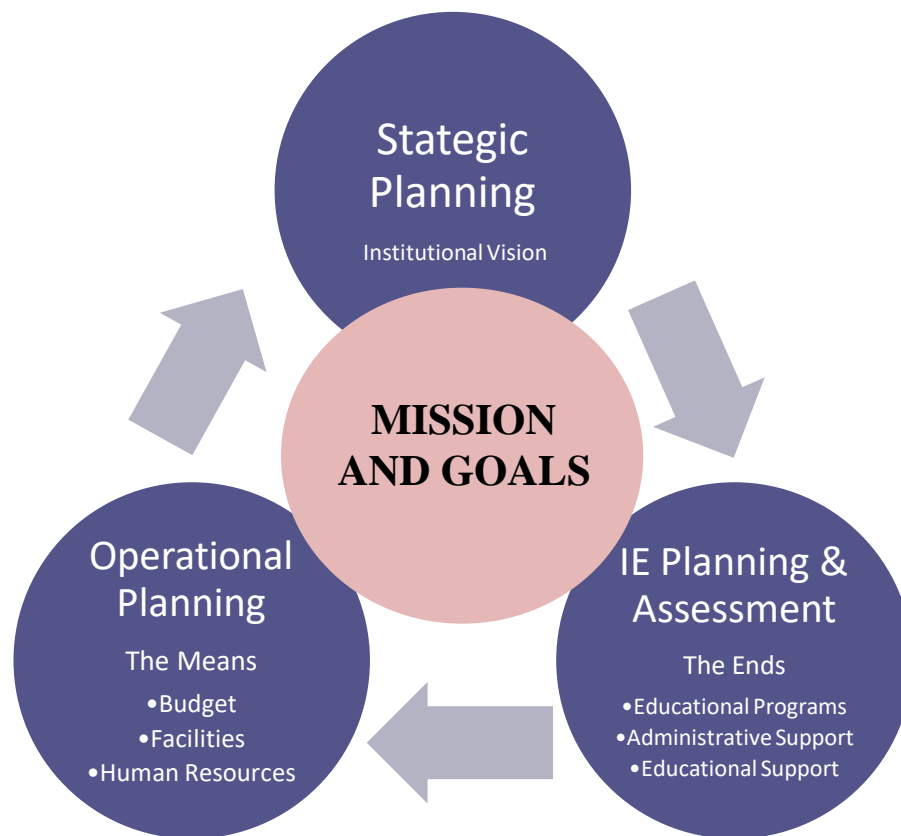 Stategic
Planning
Institutional Vision
MISSION
AND GOALS
Operational
Planning
The Means
•Budget
•Facilities
•Human Resources
IE Planning &
Assessment
The Ends
•Educational Programs
•Administrative Support
•Educational Support